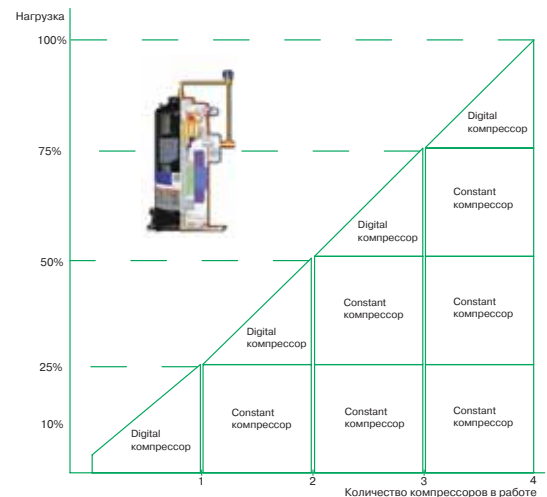 Нагрузка
100%
Digital
компрессор
75%
Constant
компрессор
Digital
компрессор
50%
Constant
компрессор
Constant
компрессор
Digital
компрессор
25%
Constant
компрессор
Constant
компрессор
Constant
компрессор
10%
Digital
компрессор
1
2
3
4
Количество компрессоров в работе